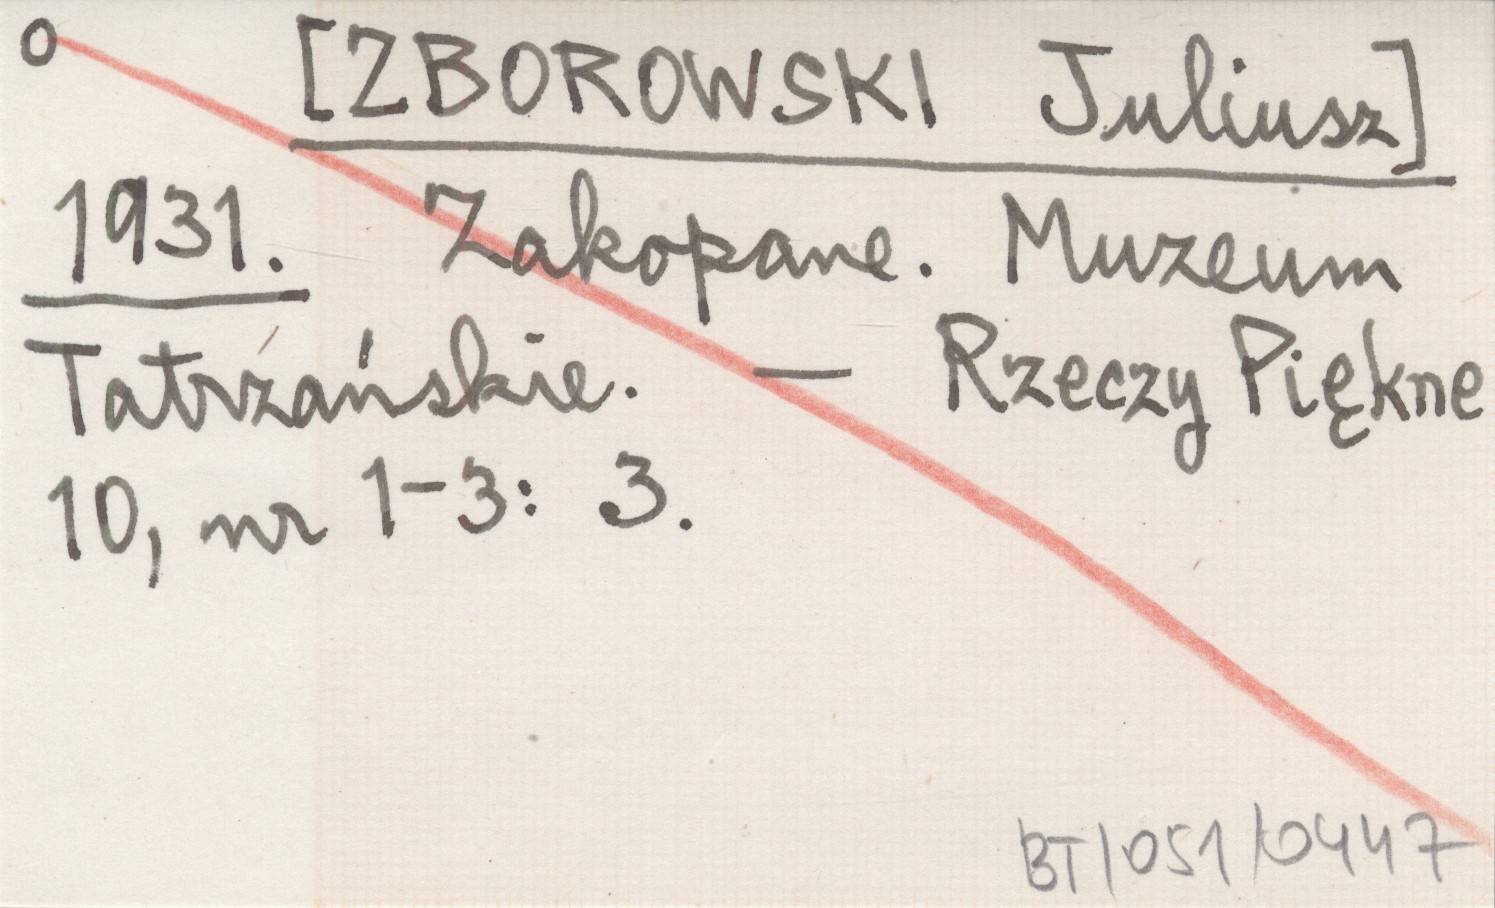 o [ZBOROWSKI Juliusz]
1931. Zakopane. Muzeum
Tatrzańskie. — Rzeczy Piękne
10, nr 1-3: 3.
BT/051/0447